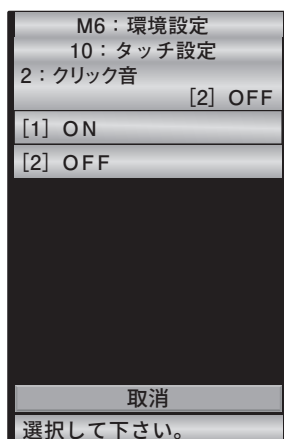 M6：環境設定
10：タッチ設定
2：クリック音
[2] OFF
[1] ON
[2] OFF
取消
選択して下さい。